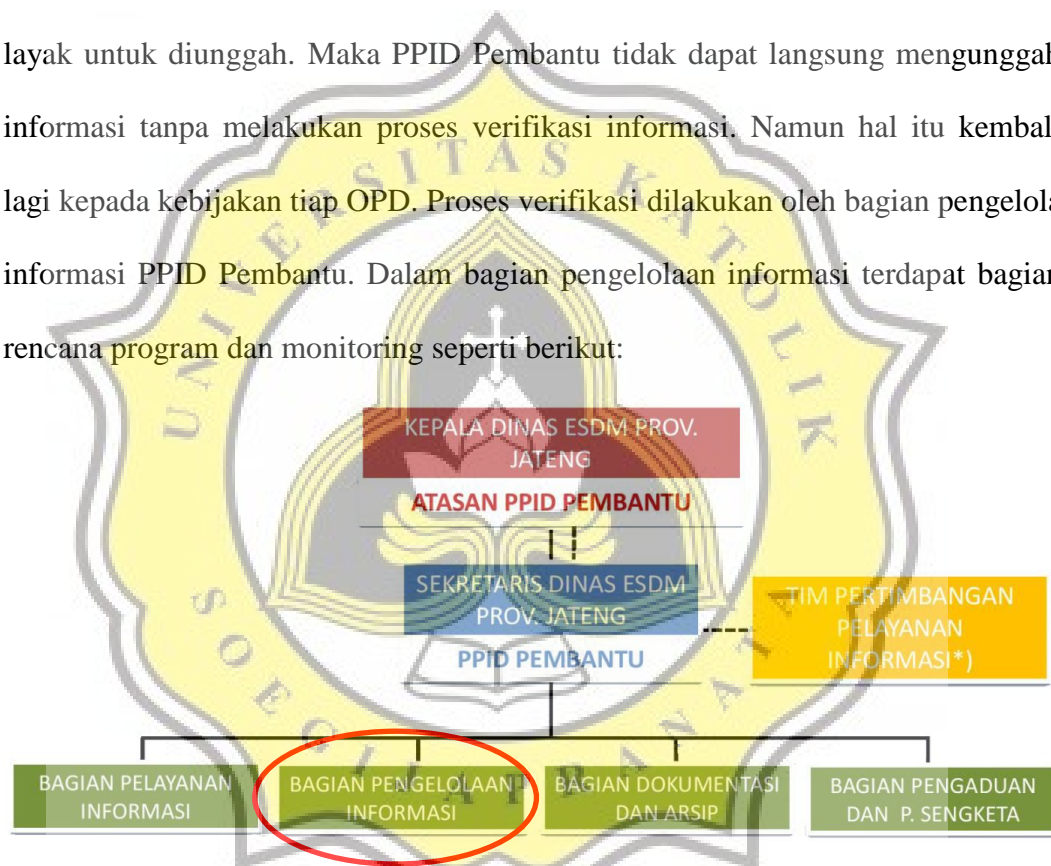 layak untuk diunggah. Maka PPID Pembantu tidak dapat langsung mengunggah
informasi tanpa melakukan proses verifikasi informasi. Namun hal itu kembal
lagi kepada kebijakan tiap OPD. Proses verifikasi dilakukan oleh bagian pengelola
informasi PPID Pembantu. Dalam bagian pengelolaan informasi terdapat bagian
rencana program dan monitoring seperti berikut:
UNIVERSITAS KATOLIK
SOEGIJAPRANATA
KEPALA DINAS ESDM PROV.
JATENG
ATASAN PPID PEMBANTU
SEKRETARIS DINAS ESDM
PROV. JATENG
PPID PEMBANTU
TIM PERTIMBANGAN
PELAYANAN
INFORMASI*)
BAGIAN PELAYANAN
INFORMASI
BAGIAN PENGELOLAAN
INFORMASI
BAGIAN DOKUMENTASI
DAN ARSIP
BAGIAN PENGADUAN
DAN P. SENGKETA